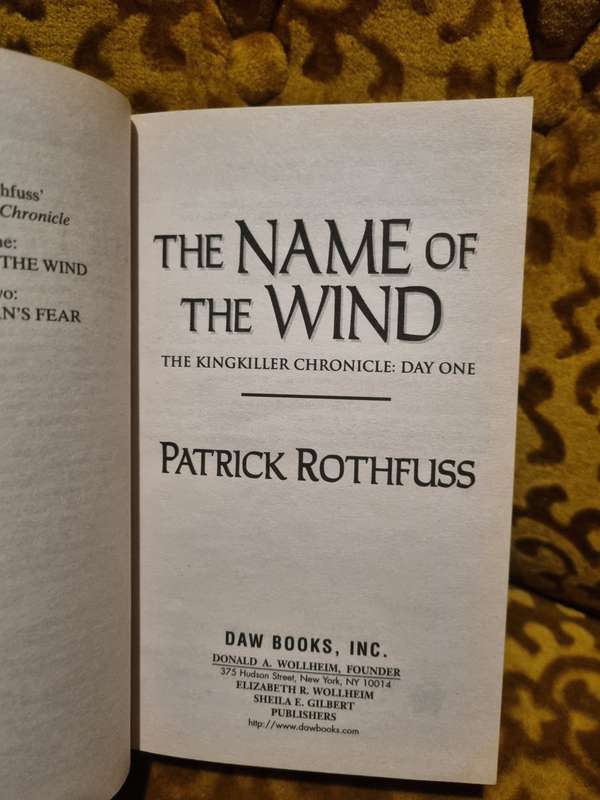 hfuss'
Chronicle
ne:
THE WIND
wo:
N'S FEAR
THE NAME OF
THE WIND
THE KINGKILLER CHRONICLE: DAY ONE
PATRICK ROTHFUSS
DAW BOOKS, INC.
DONALD A. WOLLHEIM, FOUNDER
375 Hudson Street, New York, NY 10014
ELIZABETH R. WOLLHEIM
SHEILA E. GILBERT
PUBLISHERS
http://www.dawbooks.com